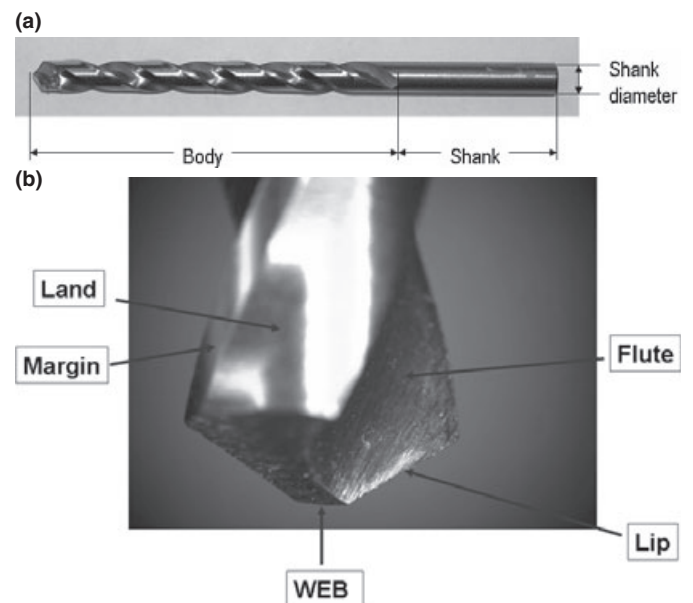 (a)
Shank
diameter
Body
Shank
(b)
Land
Margin
Flute
Lip
WEB